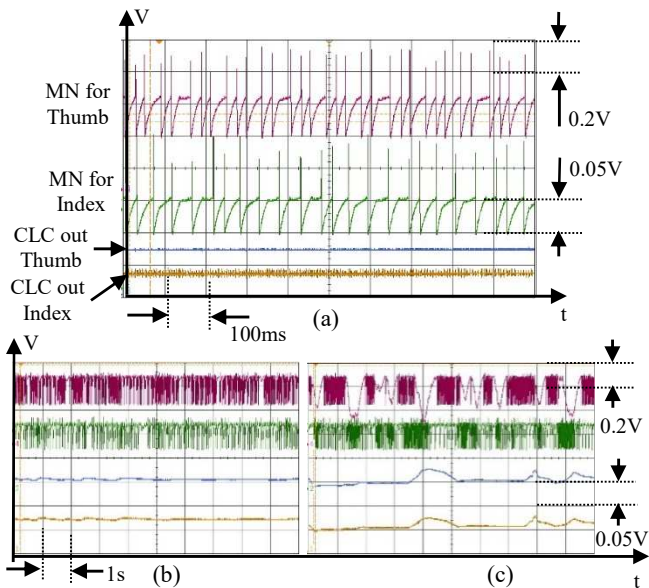 V
MN for
Thumb
0.2V
0.05V
MN for
Index
CLC out
Thumb
CLC out
Index
100ms
(a)
t
V
0.2V
0.05V
1s
(b)
(c)
t